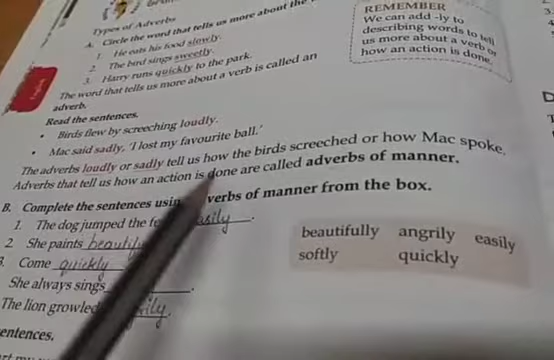 Types of Adverbs
A. Circle the word that tells us more about the
1. He eats his food slowly.
2. The bird sings sweetly.
3. Harry runs quickly to the park.
The word that tells us more about a verb is called an
adverb.
Read the sentences.
• Birds flew by screeching loudly.
• Mac said sadly, 'I lost my favourite ball.'
The adverbs loudly or sadly tell us how the birds screeched or how Mac spoke.
Adverbs that tell us how an action is done are called adverbs of manner.
B. Complete the sentences verbs of manner from the box.
1. The dog jumped the
2. She paints
3. Come quickly
She always sings
The lion growled
entences.
REMEMBER
We can add -ly to
describing words to tell
us more about a verb or
how an action is done.
beautifully angrily easily
softly quickly
3.